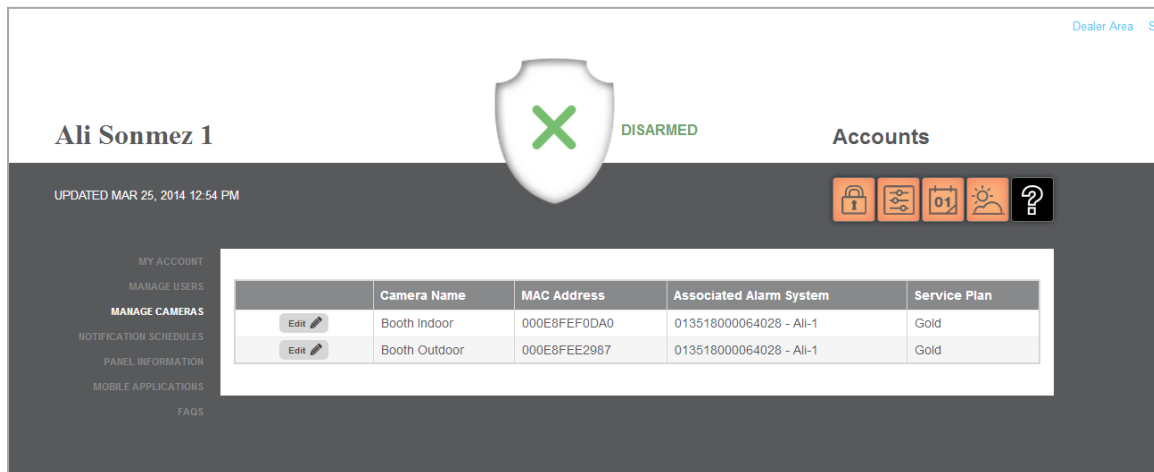 Dealer Area
Ali Sonmez 1
DISARMED
Accounts
UPDATED MAR 25, 2014 12:54 PM
01
?
MY ACCOUNT
MANAGE USERS
MANAGE CAMERAS
NOTIFICATION SCHEDULES
PANEL INFORMATION
MOBILE APPLICATIONS
FAQS
Camera Name MAC Address Associated Alarm System Service Plan
Edit Booth Indoor 000E8FEF0DA0 013518000064028 - Ali-1 Gold
Edit Booth Outdoor 000E8FEE2987 013518000064028 - Ali-1 Gold